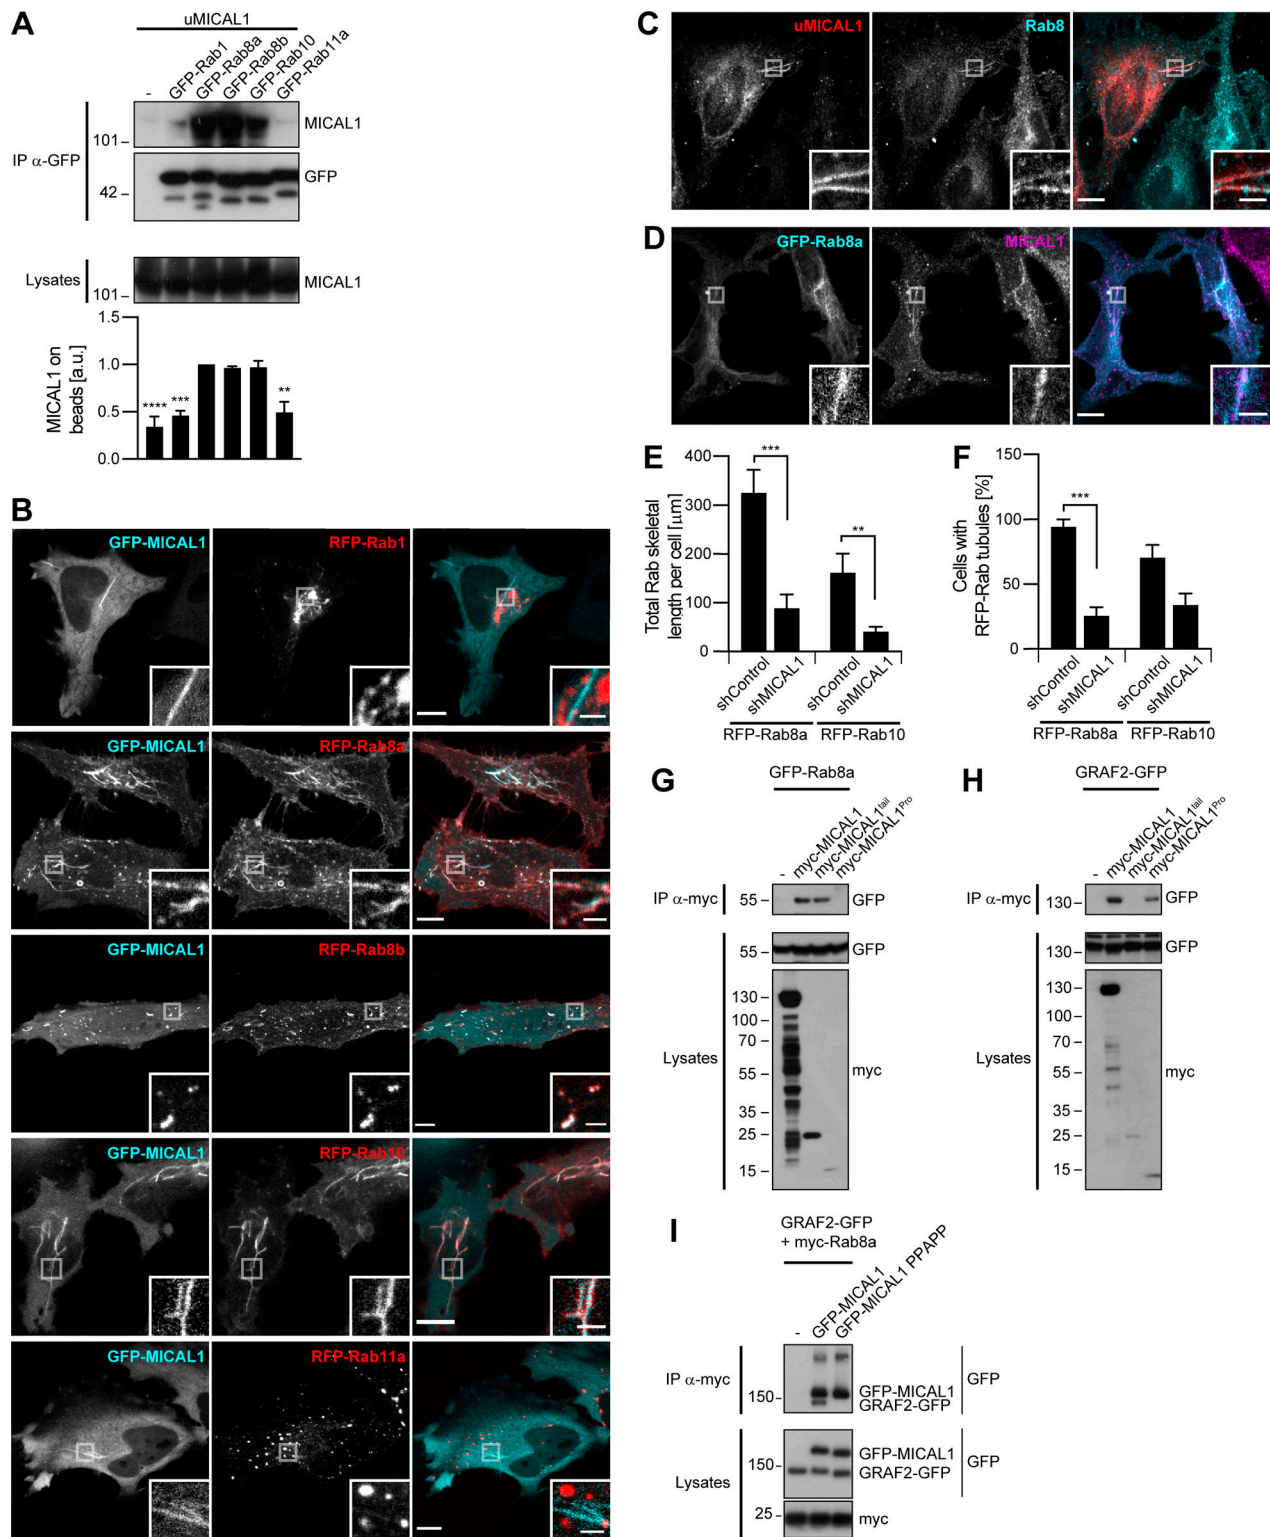 A
uMICAL1
-
GFP-Rab1
GFP-Rab8a
GFP-Rab8b
GFP-Rab10
GFP-Rab11a
IP α-GFP
101
MICAL1
42
GFP
Lysates
101
MICAL1
MICAL1 on
beads [a.u.]
1.5
1.0
0.5
0.0
****
***
**
B
GFP-MICAL1
RFP-Rab1
GFP-MICAL1
RFP-Rab8a
GFP-MICAL1
RFP-Rab8b
GFP-MICAL1
RFP-Rab10
GFP-MICAL1
RFP-Rab11a
C
uMICAL1
Rab8
D
GFP-Rab8a
MICAL1
E
Total Rab skeletal
length per cell [µm]
400
300
200
100
0
***
**
shControl
shMICAL1
shControl
shMICAL1
RFP-Rab8a
RFP-Rab10
F
Cells with
RFP-Rab tubules [%]
150
100
50
0
***
shControl
shMICAL1
shControl
shMICAL1
RFP-Rab8a
RFP-Rab10
G
GFP-Rab8a
-
myc-MICAL1
myc-MICAL1tail
myc-MICAL1Pro
IP α-myc
55
GFP
55
GFP
Lysates
130
100
70
55
35
25
15
myc
H
GRAF2-GFP
-
myc-MICAL1
myc-MICAL1tail
myc-MICAL1Pro
IP α-myc
130
GFP
130
GFP
Lysates
130
100
70
55
35
25
15
myc
I
GRAF2-GFP
+ myc-Rab8a
-
GFP-MICAL1
GFP-MICAL1 PPAPP
IP α-myc
150
GFP-MICAL1
GRAF2-GFP
GFP
Lysates
150
GFP-MICAL1
GRAF2-GFP
GFP
25
myc